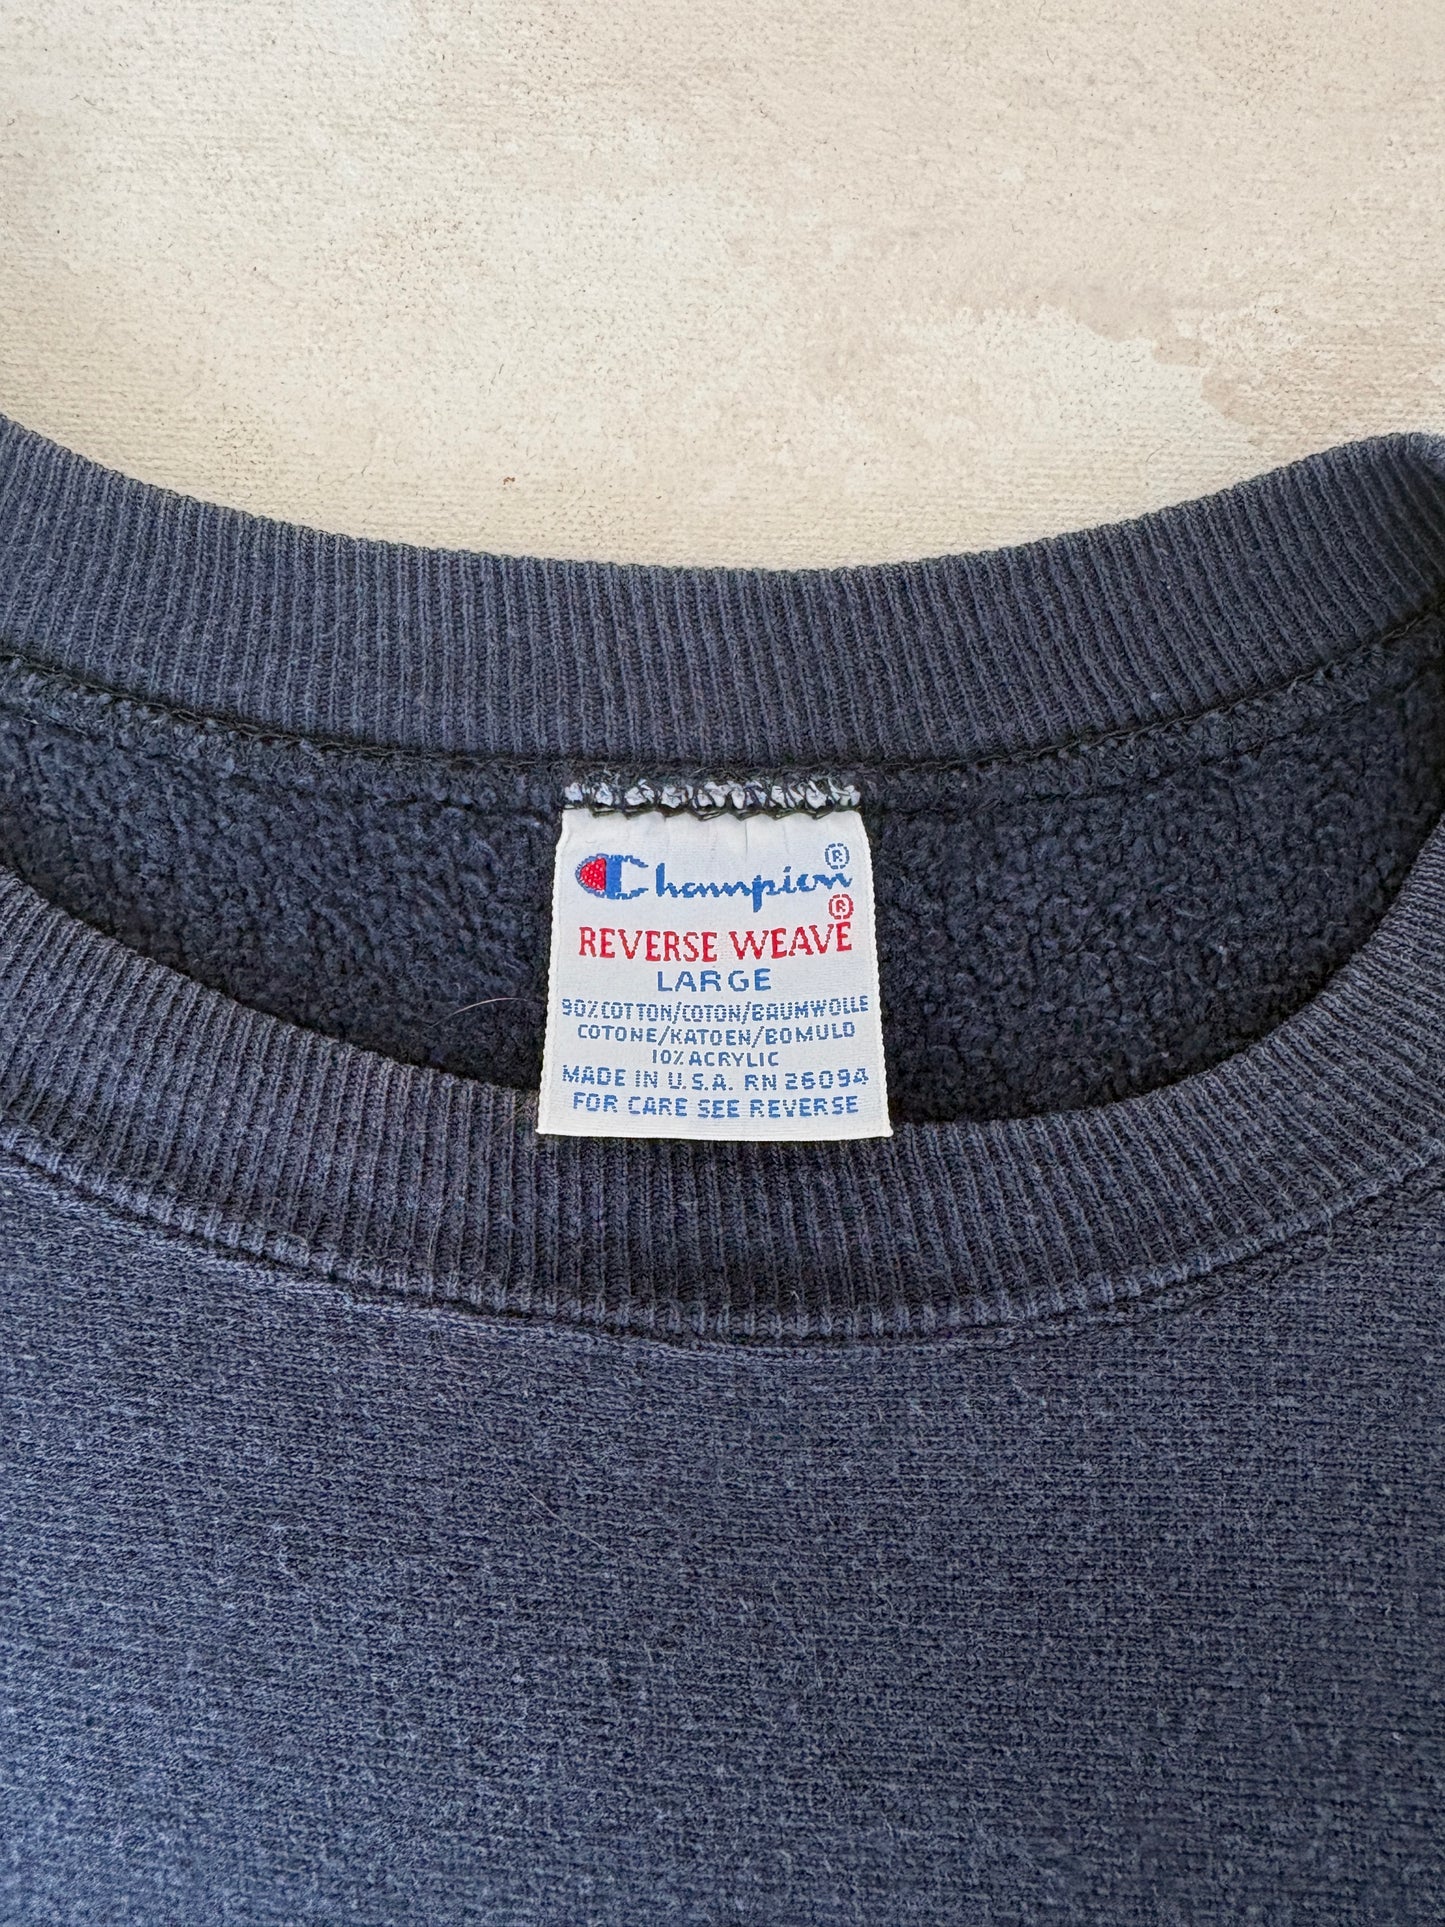 Champion®
REVERSE WEAVE®
LARGE
90% COTTON/COTON/BAUMWOLLE
COTONE/KATOEN/BOMULD
10% ACRYLIC
MADE IN U.S.A. RN 26094
FOR CARE SEE REVERSE